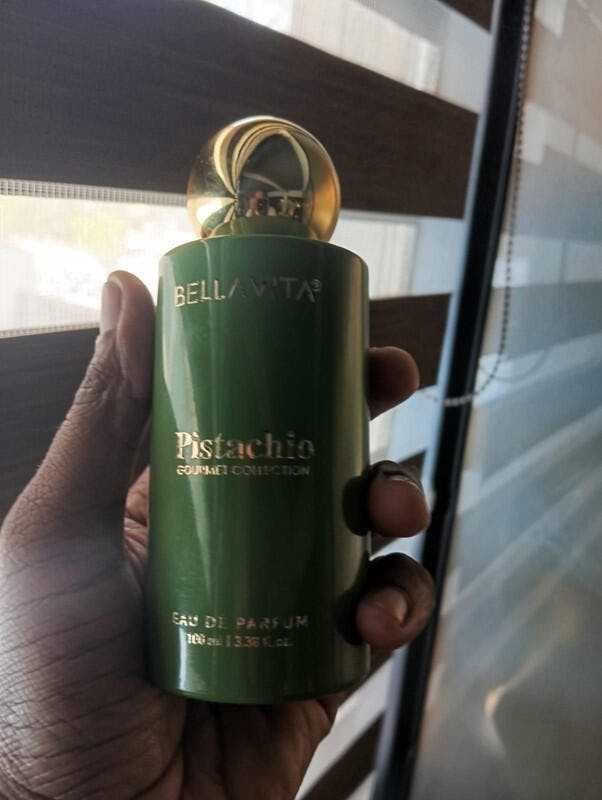 BELLAVITA®
Pistachio
GOURMET COLLECTION
EAU DE PARFUM
100 ml | 3.38 fl.oz.